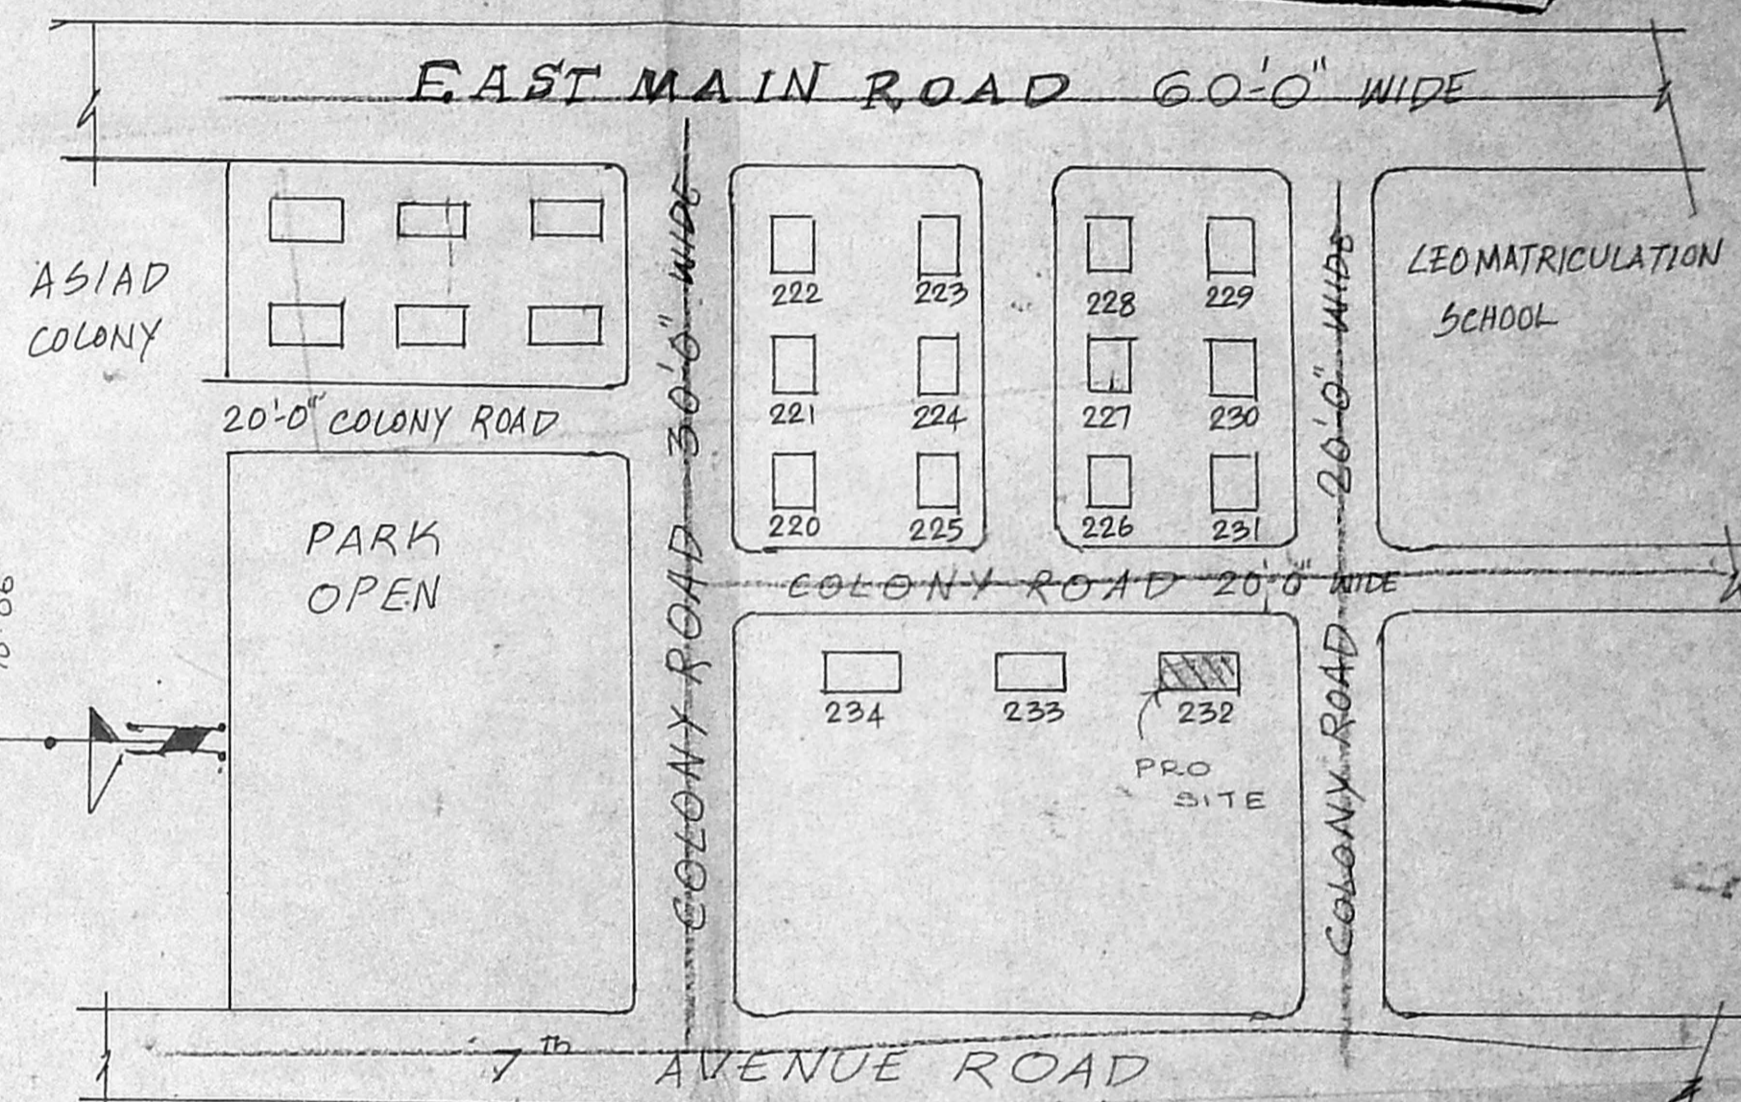 EAST MAIN ROAD 60'-0" WIDE
ASIAD
COLONY
20'-0" COLONY ROAD
PARK
OPEN
COLONY ROAD 30'-0" WIDE
222 223
221 224
220 225
228 229
227 230
226 231
LEO MATRICULATION
SCHOOL
COLONY ROAD 20'-0" WIDE
COLONY ROAD 20'-0" WIDE
234 233 232
PRO
SITE
7th AVENUE ROAD